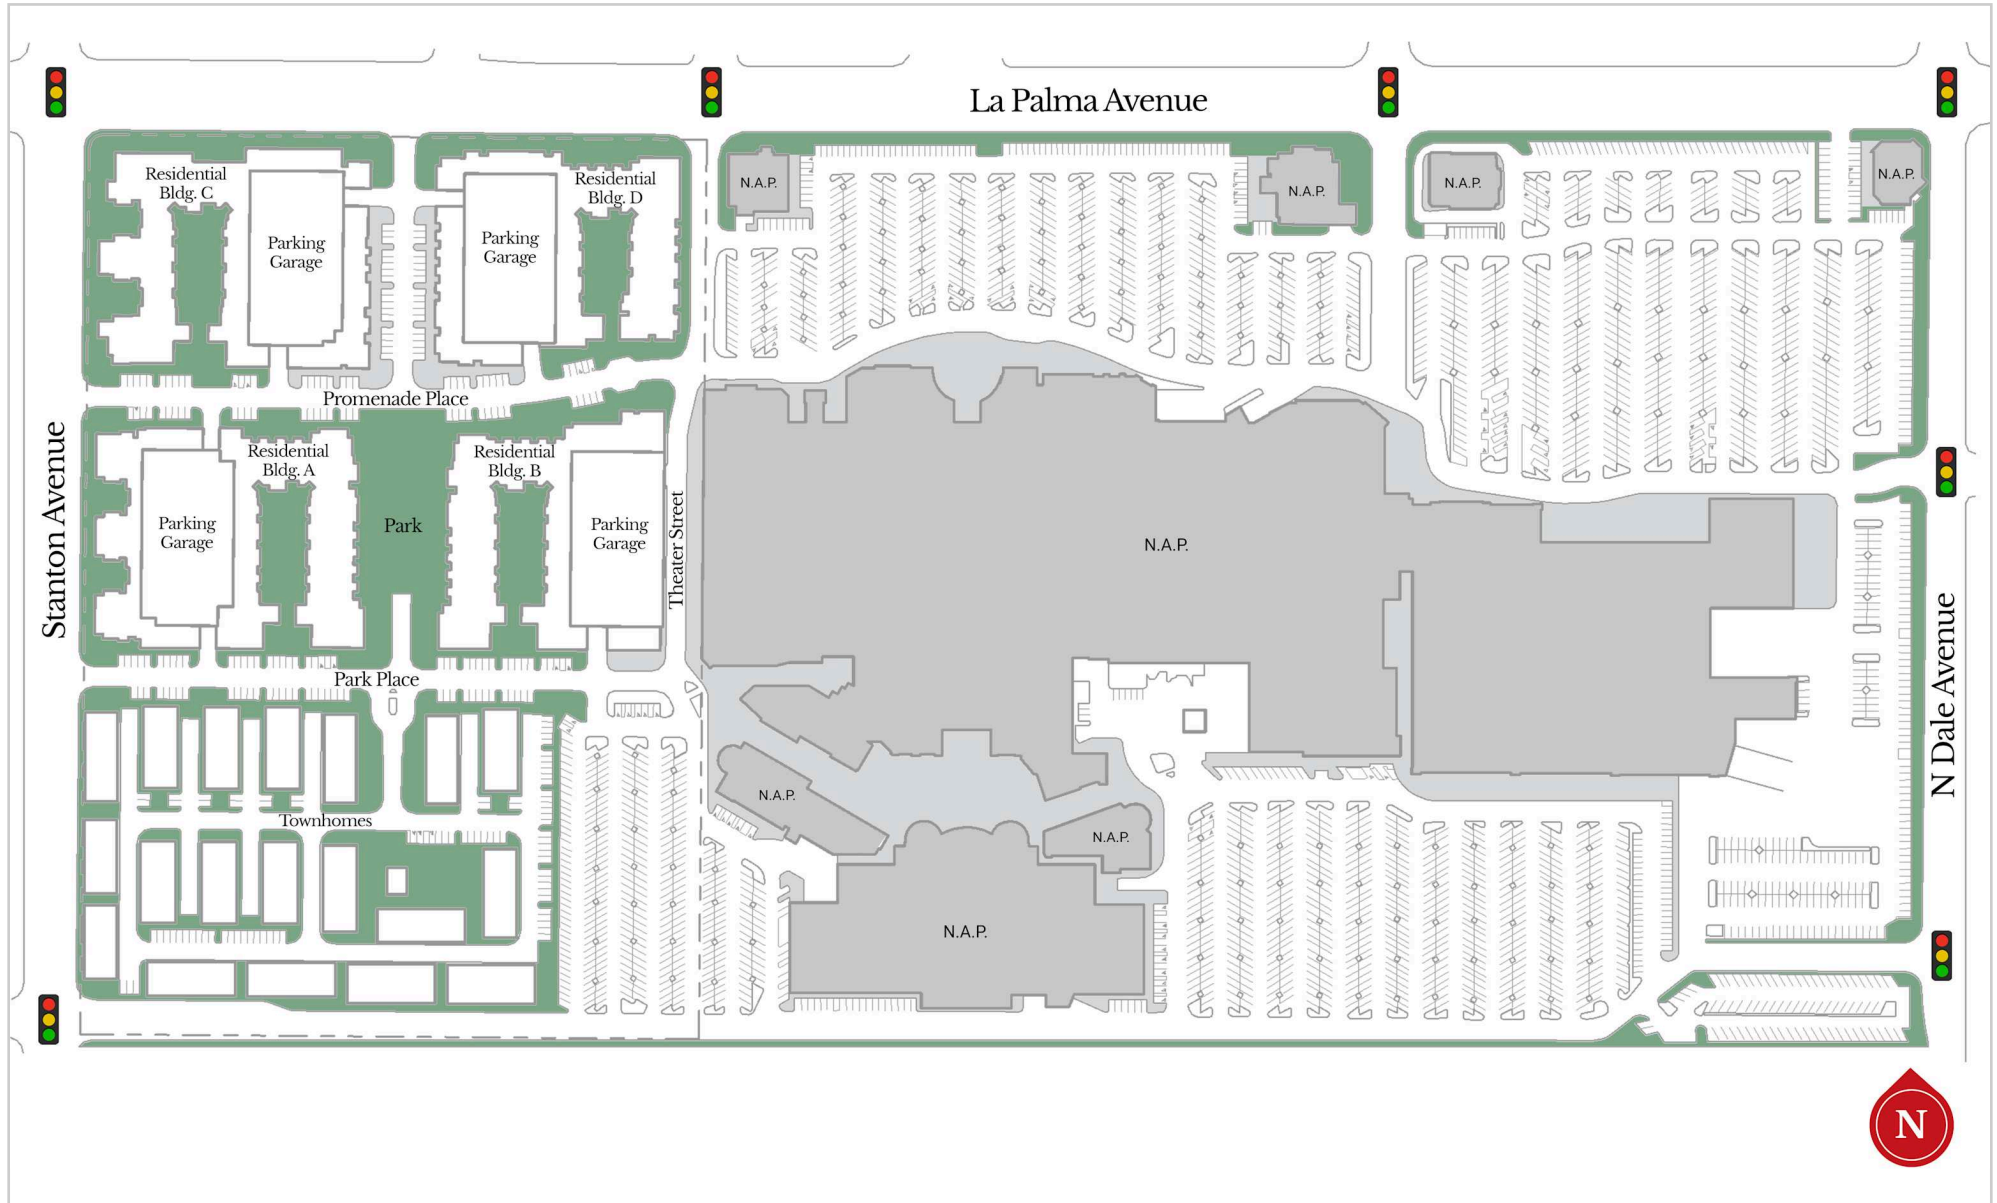 La Palma Avenue
Residential
Bldg. C
Parking
Garage
Parking
Garage
Residential
Bldg. D
N.A.P.
N.A.P.
N.A.P.
N.A.P.
Promenade Place
Stanton Avenue
Residential
Bldg. A
Parking
Garage
Park
Residential
Bldg. B
Parking
Garage
Theater Street
N.A.P.
Park Place
N Dale Avenue
Townhomes
N.A.P.
N.A.P.
N.A.P.
N